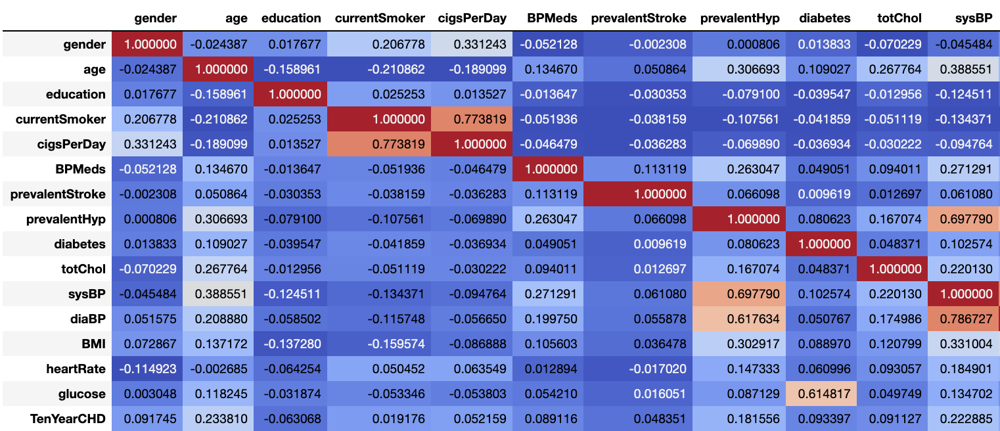 gender age education currentSmoker cigsPerDay BPMeds prevalentStroke prevalentHyp diabetes totChol sysBP
gender 1.000000 -0.024387 0.017677 0.206778 0.331243 -0.052128 -0.002308 0.000806 0.013833 -0.070229 -0.045484
age -0.024387 1.000000 -0.158961 -0.210862 -0.189099 0.134670 0.050864 0.306693 0.109027 0.267764 0.388551
education 0.017677 -0.158961 1.000000 0.025253 0.013527 -0.013647 -0.030353 -0.079100 -0.039547 -0.012956 -0.124511
currentSmoker 0.206778 -0.210862 0.025253 1.000000 0.773819 -0.051936 -0.038159 -0.107561 -0.041859 -0.051119 -0.134371
cigsPerDay 0.331243 -0.189099 0.013527 0.773819 1.000000 -0.046479 -0.036283 -0.069890 -0.036934 -0.030222 -0.094764
BPMeds -0.052128 0.134670 -0.013647 -0.051936 -0.046479 1.000000 0.113119 0.263047 0.049051 0.094011 0.271291
prevalentStroke -0.002308 0.050864 -0.030353 -0.038159 -0.036283 0.113119 1.000000 0.066098 0.009619 0.012697 0.061080
prevalentHyp 0.000806 0.306693 -0.079100 -0.107561 -0.069890 0.263047 0.066098 1.000000 0.080623 0.167074 0.697790
diabetes 0.013833 0.109027 -0.039547 -0.041859 -0.036934 0.049051 0.009619 0.080623 1.000000 0.048371 0.102574
totChol -0.070229 0.267764 -0.012956 -0.051119 -0.030222 0.094011 0.012697 0.167074 0.048371 1.000000 0.220130
sysBP -0.045484 0.388551 -0.124511 -0.134371 -0.094764 0.271291 0.061080 0.697790 0.102574 0.220130 1.000000
diaBP 0.051575 0.208880 -0.058502 -0.115748 -0.056650 0.199750 0.055878 0.617634 0.050767 0.174986 0.786727
BMI 0.072867 0.137172 -0.137280 -0.159574 -0.086888 0.105603 0.036478 0.302917 0.088970 0.120799 0.331004
heartRate -0.114923 -0.002685 -0.064254 0.050452 0.063549 0.012894 -0.017020 0.147333 0.060996 0.093057 0.184901
glucose 0.003048 0.118245 -0.031874 -0.053346 -0.053803 0.054210 0.016051 0.087129 0.614817 0.049749 0.134702
TenYearCHD 0.091745 0.233810 -0.063068 0.019176 0.052159 0.089116 0.048351 0.181556 0.093397 0.091127 0.222885